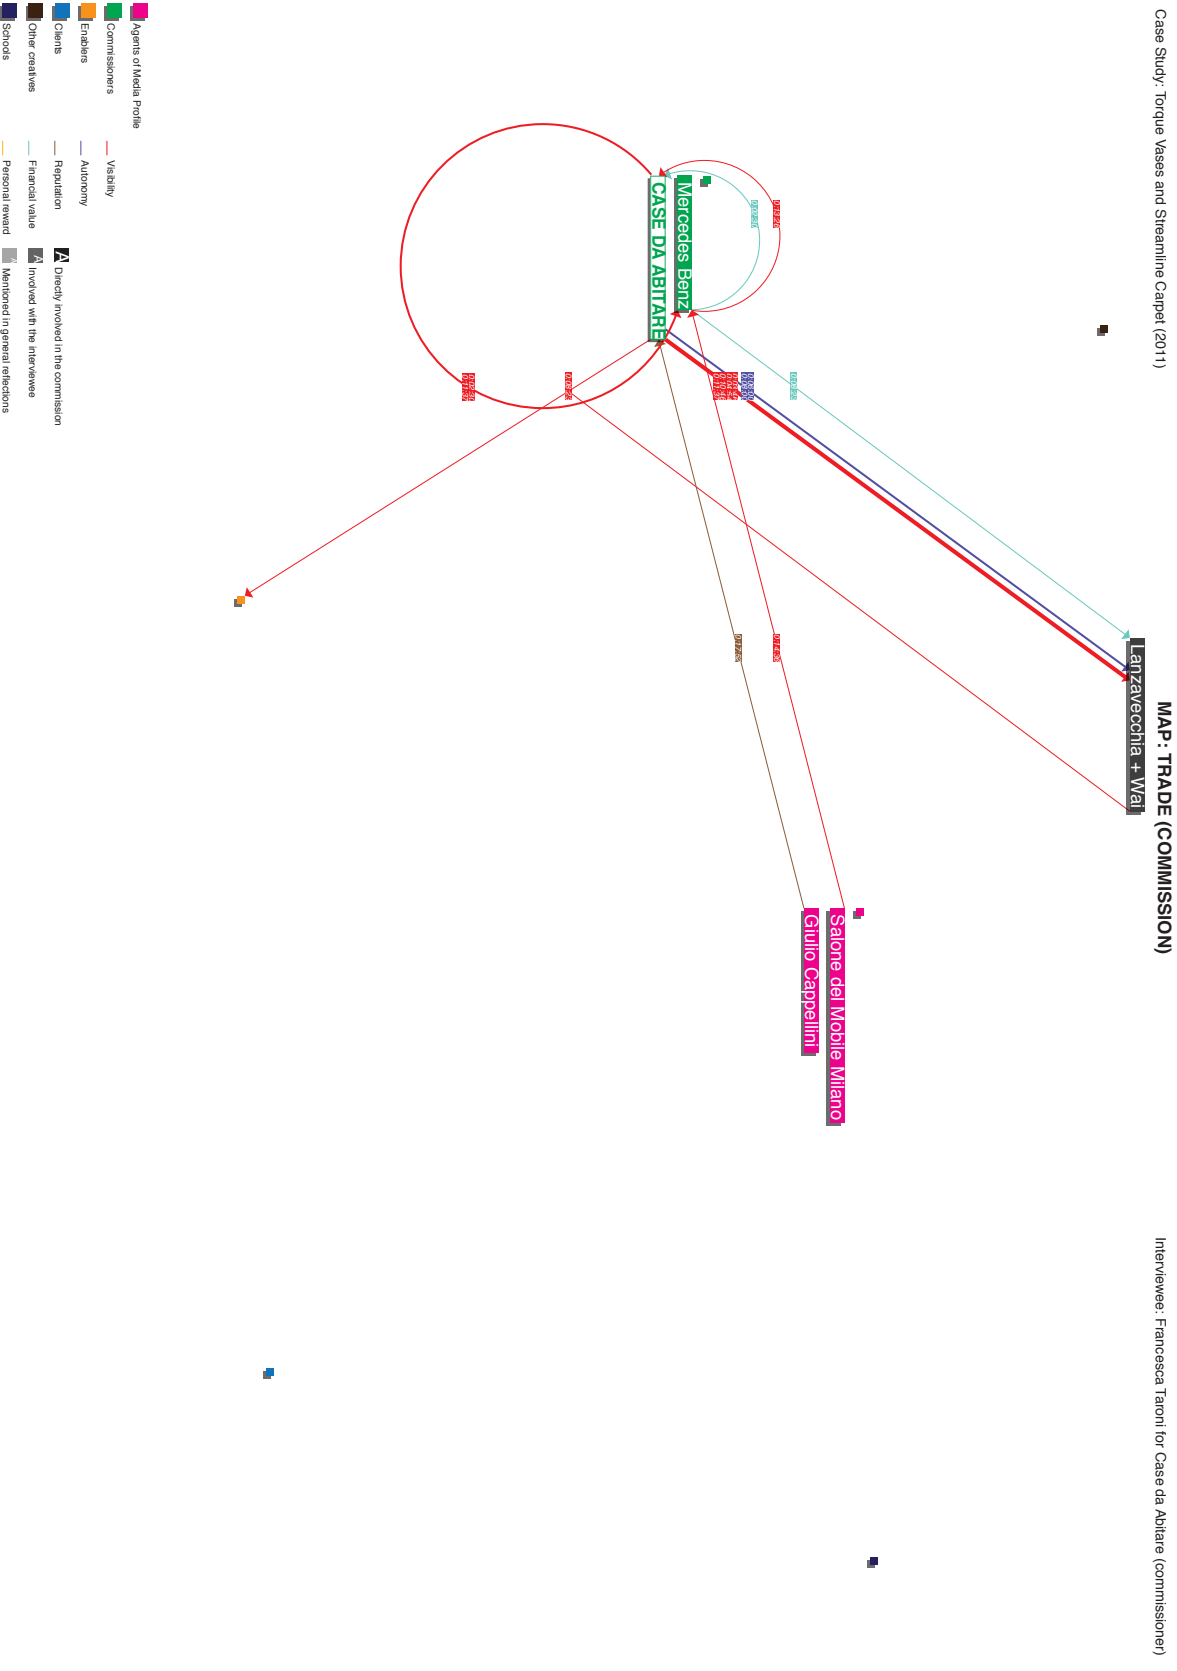 Case Study: Torque Vases and Streamline Carpet (2011)
MAP: TRADE (COMMISSION)
Interviewee: Francesca Taroni for Case da Abitare (commissioner)
Lanzavecchia + Wai
Salone del Mobile Milano
Giulio Cappellini
Mercedes Benz
CASE DA ABITARE
Agents of Media Profile
Commissioners
Enablers
Clients
Other creatives
Schools
Visibility
Autonomy
Reputation
Financial value
Personal reward
A Directly involved in the commission
A Involved with the interviewee
Mentioned in general reflections